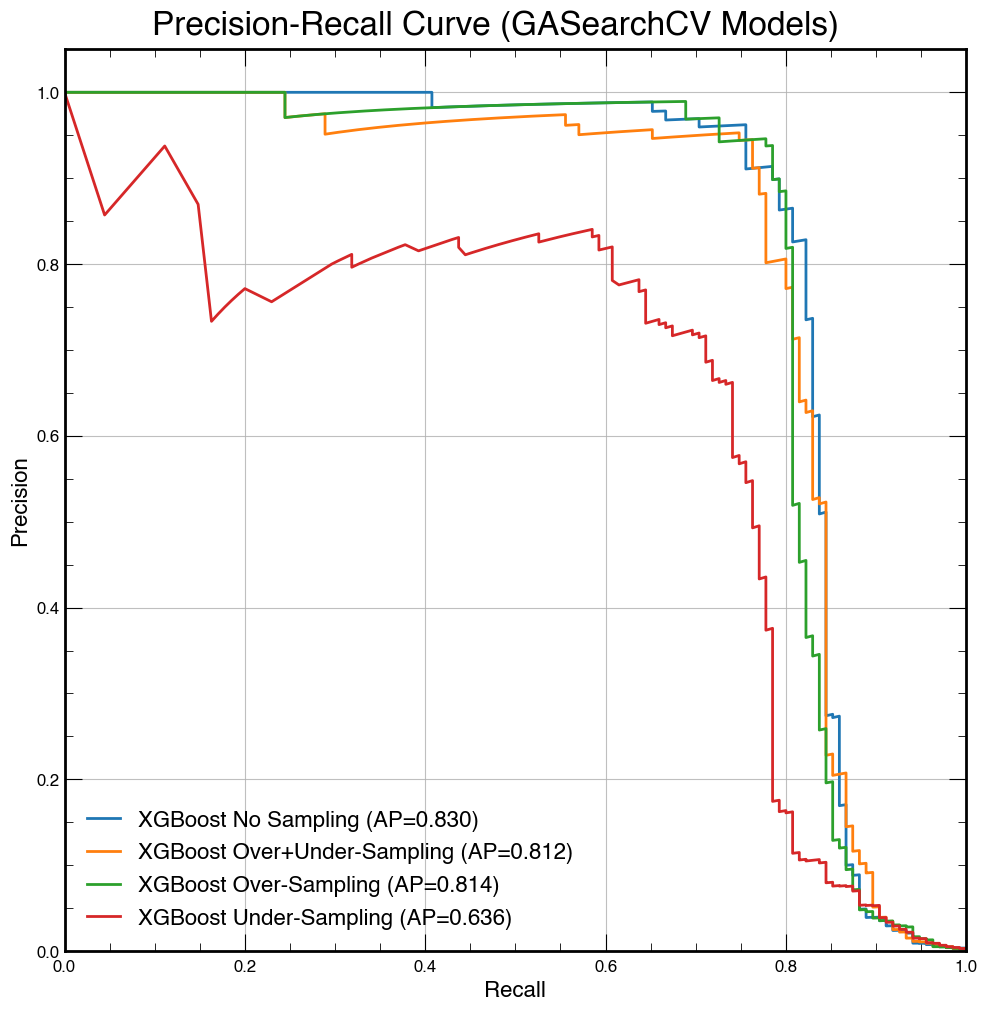 Precision-Recall Curve (GASearchCV Models)
1.0
0.8
0.6
0.4
0.2
0.0
Precision
XGBoost No Sampling (AP=0.830)
XGBoost Over+Under-Sampling (AP=0.812)
XGBoost Over-Sampling (AP=0.814)
XGBoost Under-Sampling (AP=0.636)
0.0 0.2 0.4 0.6 0.8 1.0
Recall